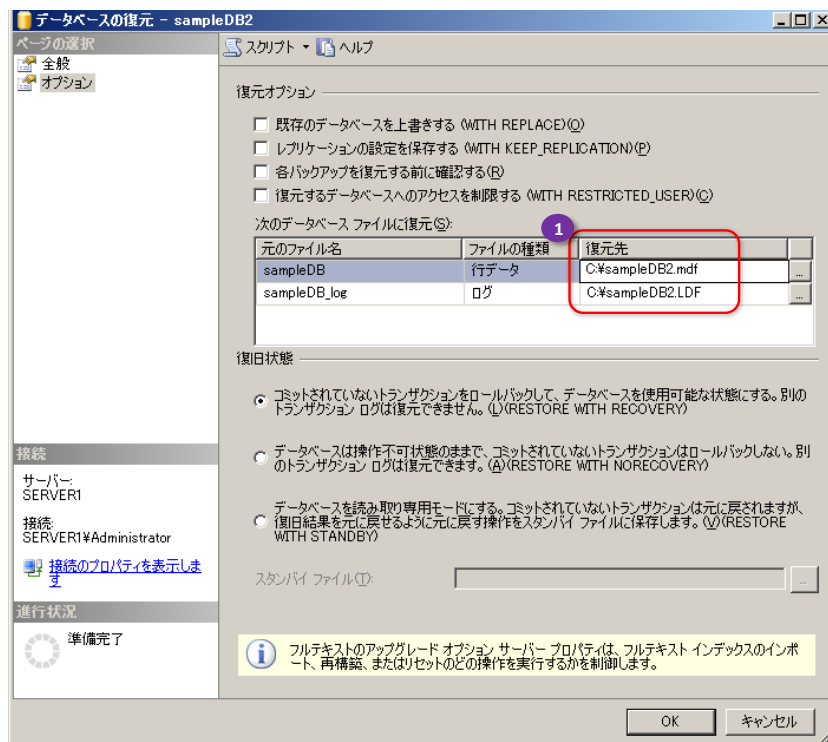 データベースの復元 - sampleDB2
ページの選択
全般
オプション
スクリプト
ヘルプ
復元オプション
既存のデータベースを上書きする (WITH REPLACE)(O)
レプリケーションの設定を保存する (WITH KEEP_REPLICATION)(P)
各バックアップを復元する前に確認する(R)
復元するデータベースへのアクセスを制限する (WITH RESTRICTED_USER)(C)
次のデータベース ファイルに復元(S):
1
元のファイル名 ファイルの種類 復元先
sampleDB 行データ C:¥sampleDB2.mdf ...
sampleDB_log ログ C:¥sampleDB2.LDF ...
復旧状態
コミットされていないトランザクションをロールバックして、データベースを使用可能な状態にする。別の
トランザクション ログは復元できません。(L)(RESTORE WITH RECOVERY)
データベースは操作不可状態のままで、コミットされていないトランザクションはロールバックしない。別
のトランザクション ログは復元できます。(A)(RESTORE WITH NORECOVERY)
データベースを読み取り専用モードにする。コミットされていないトランザクションは元に戻されますが、
復旧結果を元に戻せるように元に戻す操作をスタンバイ ファイルに保存します。(V)(RESTORE
WITH STANDBY)
スタンバイ ファイル(T):
...
接続
サーバー:
SERVER1
接続:
SERVER1¥Administrator
接続のプロパティを表示しま
す
進行状況
準備完了
フルテキストのアップグレード オプション サーバー プロパティは、フルテキスト インデックスのインポ
ート、再構築、またはリセットのどの操作を実行するかを制御します。
OK
キャンセル